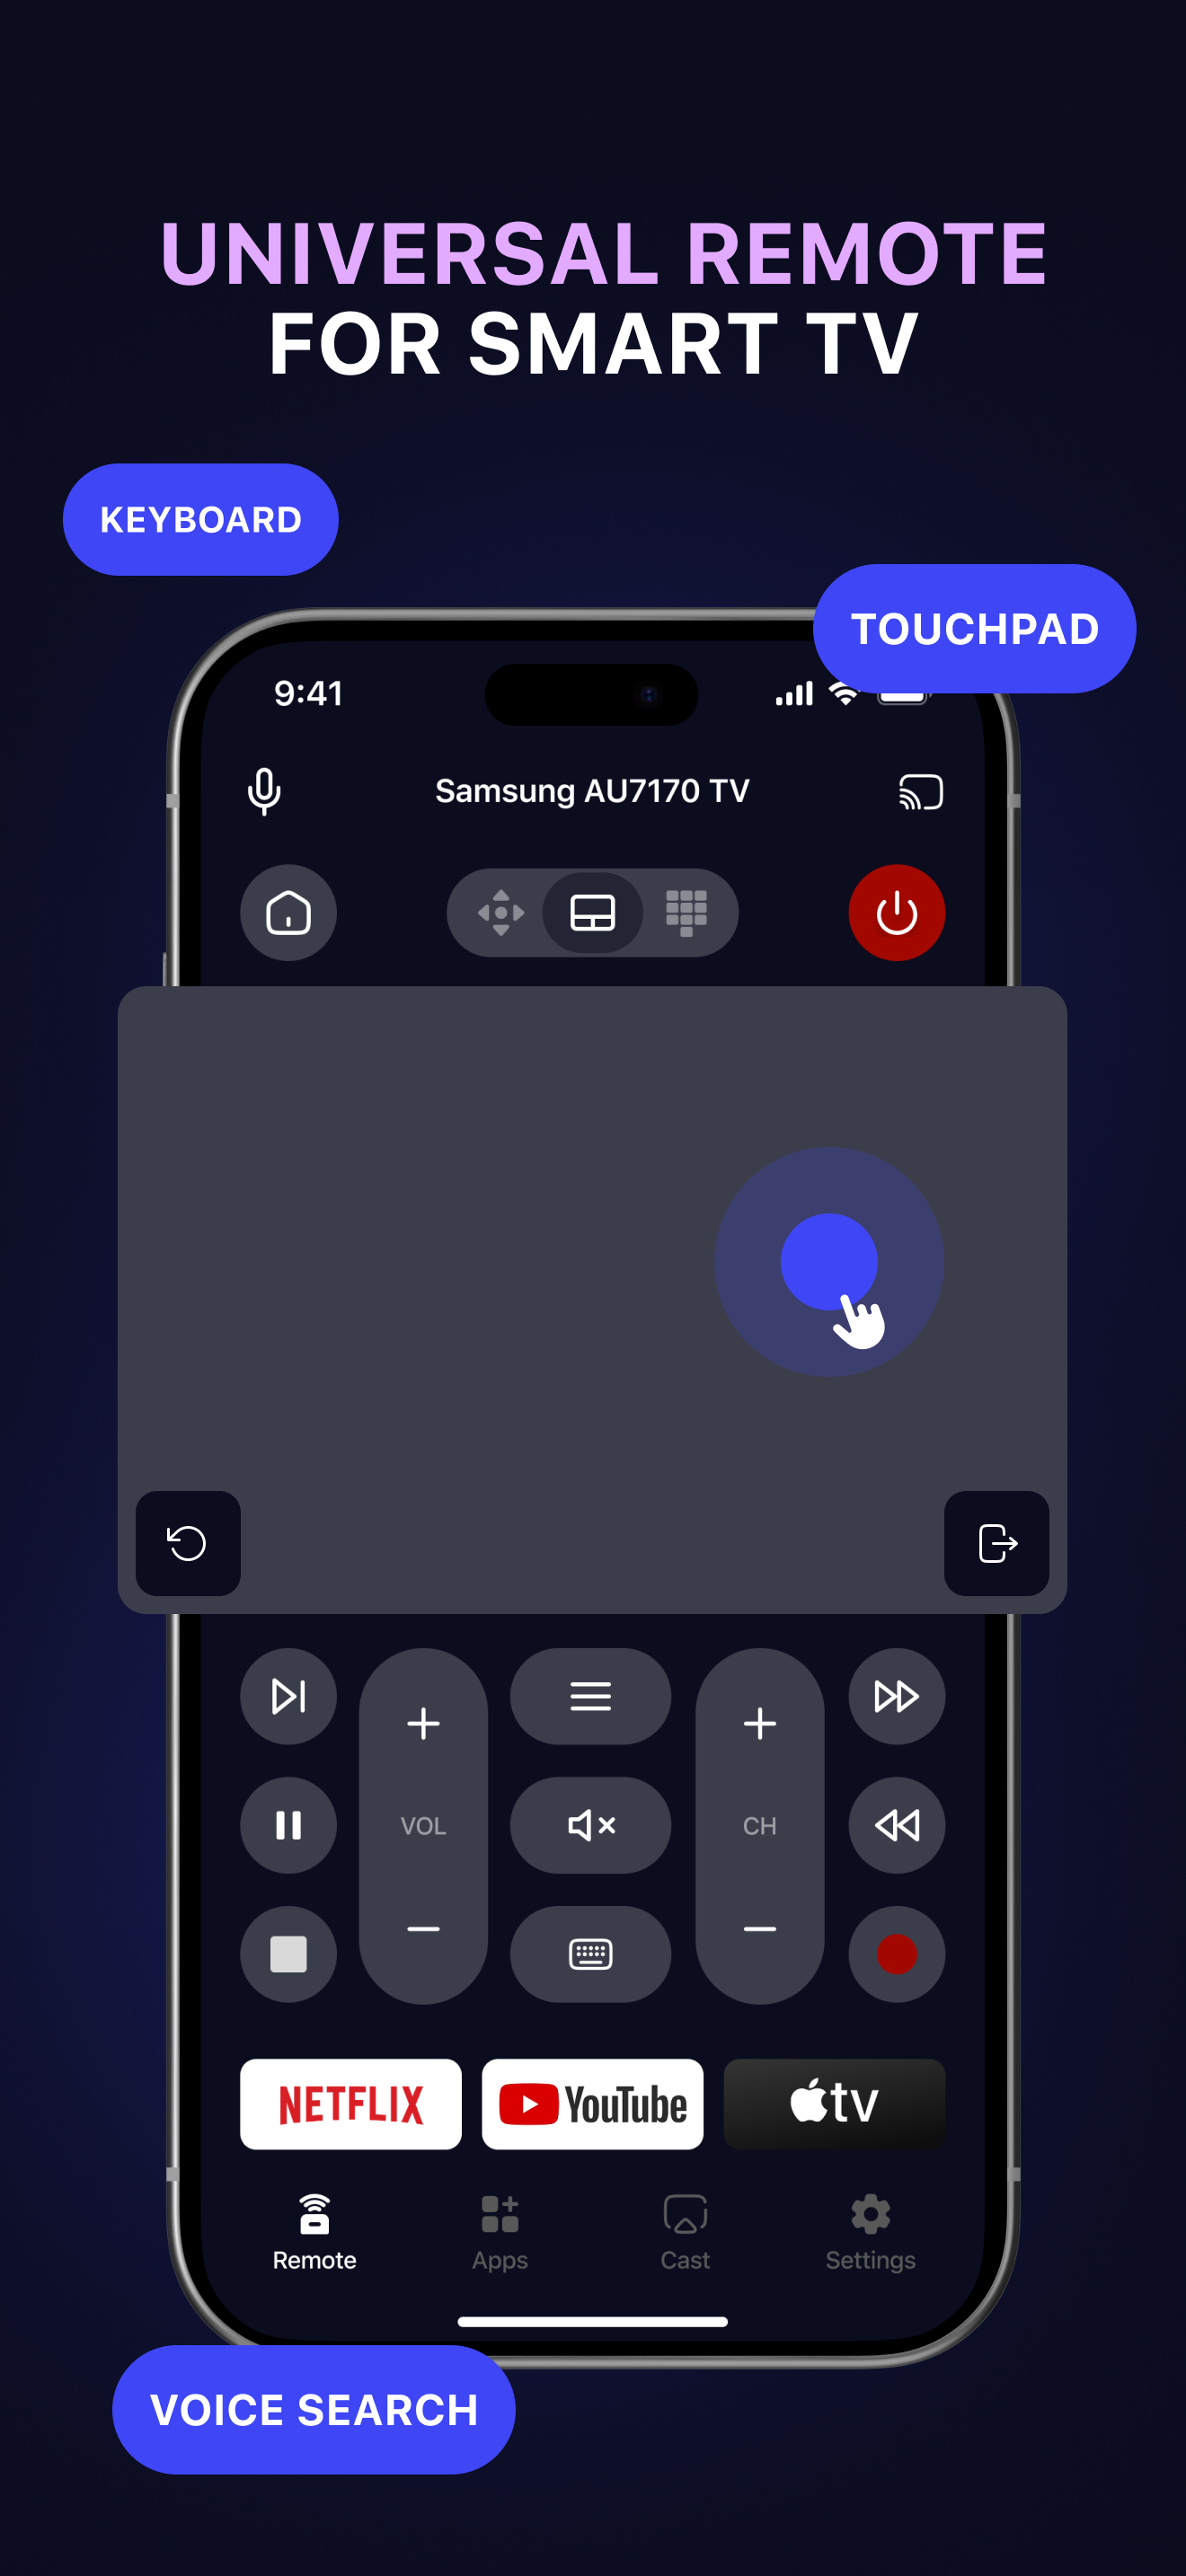 UNIVERSAL REMOTE
FOR SMART TV
KEYBOARD
TOUCHPAD
9:41
Samsung AU7170 TV
VOL
CH
NETFLIX
YouTube
tv
Remote
Apps
Cast
Settings
VOICE SEARCH